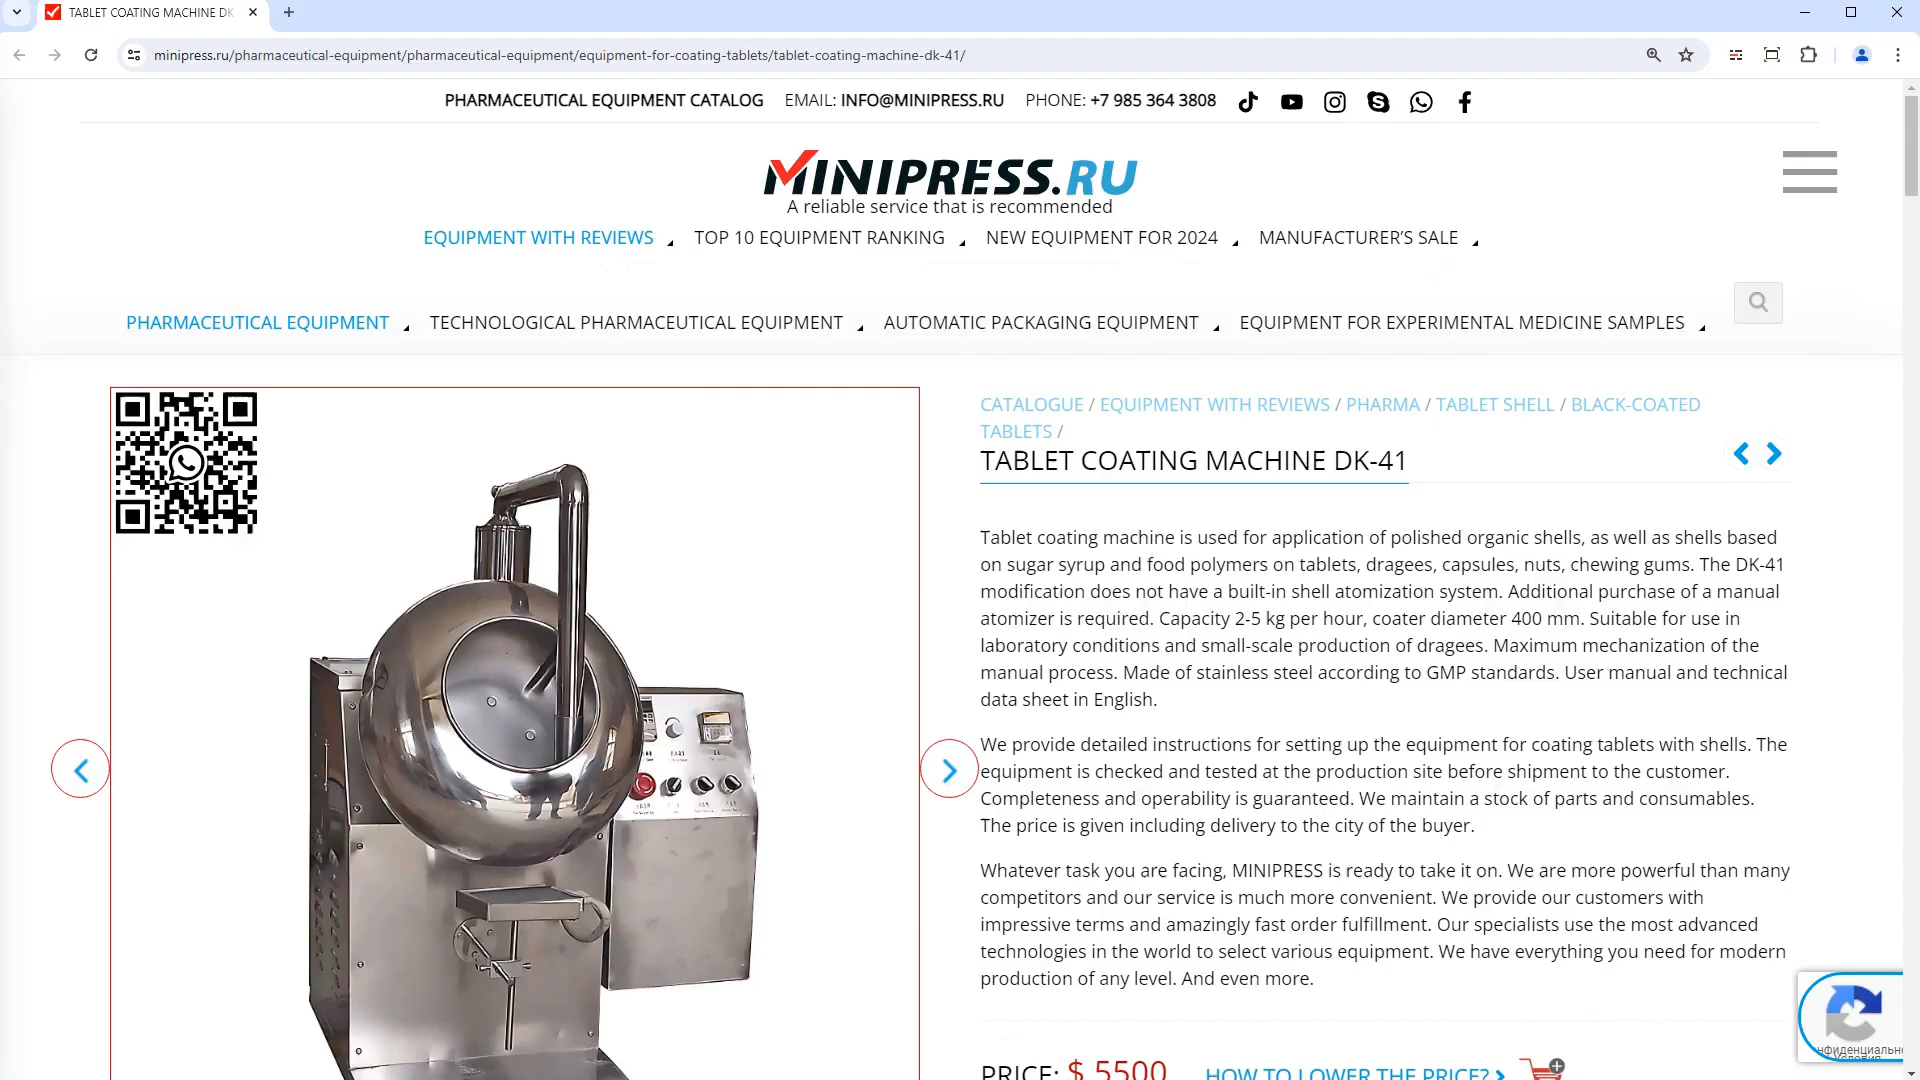 TABLET COATING MACHINE DK
minipress.ru/pharmaceutical-equipment/pharmaceutical-equipment/equipment-for-coating-tablets/tablet-coating-machine-dk-41/
PHARMACEUTICAL EQUIPMENT CATALOG EMAIL: INFO@MINIPRESS.RU PHONE: +7 985 364 3808
MINIPRESS.RU
A reliable service that is recommended
EQUIPMENT WITH REVIEWS TOP 10 EQUIPMENT RANKING NEW EQUIPMENT FOR 2024 MANUFACTURER'S SALE
PHARMACEUTICAL EQUIPMENT TECHNOLOGICAL PHARMACEUTICAL EQUIPMENT AUTOMATIC PACKAGING EQUIPMENT EQUIPMENT FOR EXPERIMENTAL MEDICINE SAMPLES
CATALOGUE / EQUIPMENT WITH REVIEWS / PHARMA / TABLET SHELL / BLACK-COATED
TABLETS /
TABLET COATING MACHINE DK-41
Tablet coating machine is used for application of polished organic shells, as well as shells based
on sugar syrup and food polymers on tablets, dragees, capsules, nuts, chewing gums. The DK-41
modification does not have a built-in shell atomization system. Additional purchase of a manual
atomizer is required. Capacity 2-5 kg per hour, coater diameter 400 mm. Suitable for use in
laboratory conditions and small-scale production of dragees. Maximum mechanization of the
manual process. Made of stainless steel according to GMP standards. User manual and technical
data sheet in English.
We provide detailed instructions for setting up the equipment for coating tablets with shells. The
equipment is checked and tested at the production site before shipment to the customer.
Completeness and operability is guaranteed. We maintain a stock of parts and consumables.
The price is given including delivery to the city of the buyer.
Whatever task you are facing, MINIPRESS is ready to take it on. We are more powerful than many
competitors and our service is much more convenient. We provide our customers with
impressive terms and amazingly fast order fulfillment. Our specialists use the most advanced
technologies in the world to select various equipment. We have everything you need for modern
production of any level. And even more.
PRICE: $ 5500 HOW TO LOWER THE PRICE?
нфиденциально
Условия